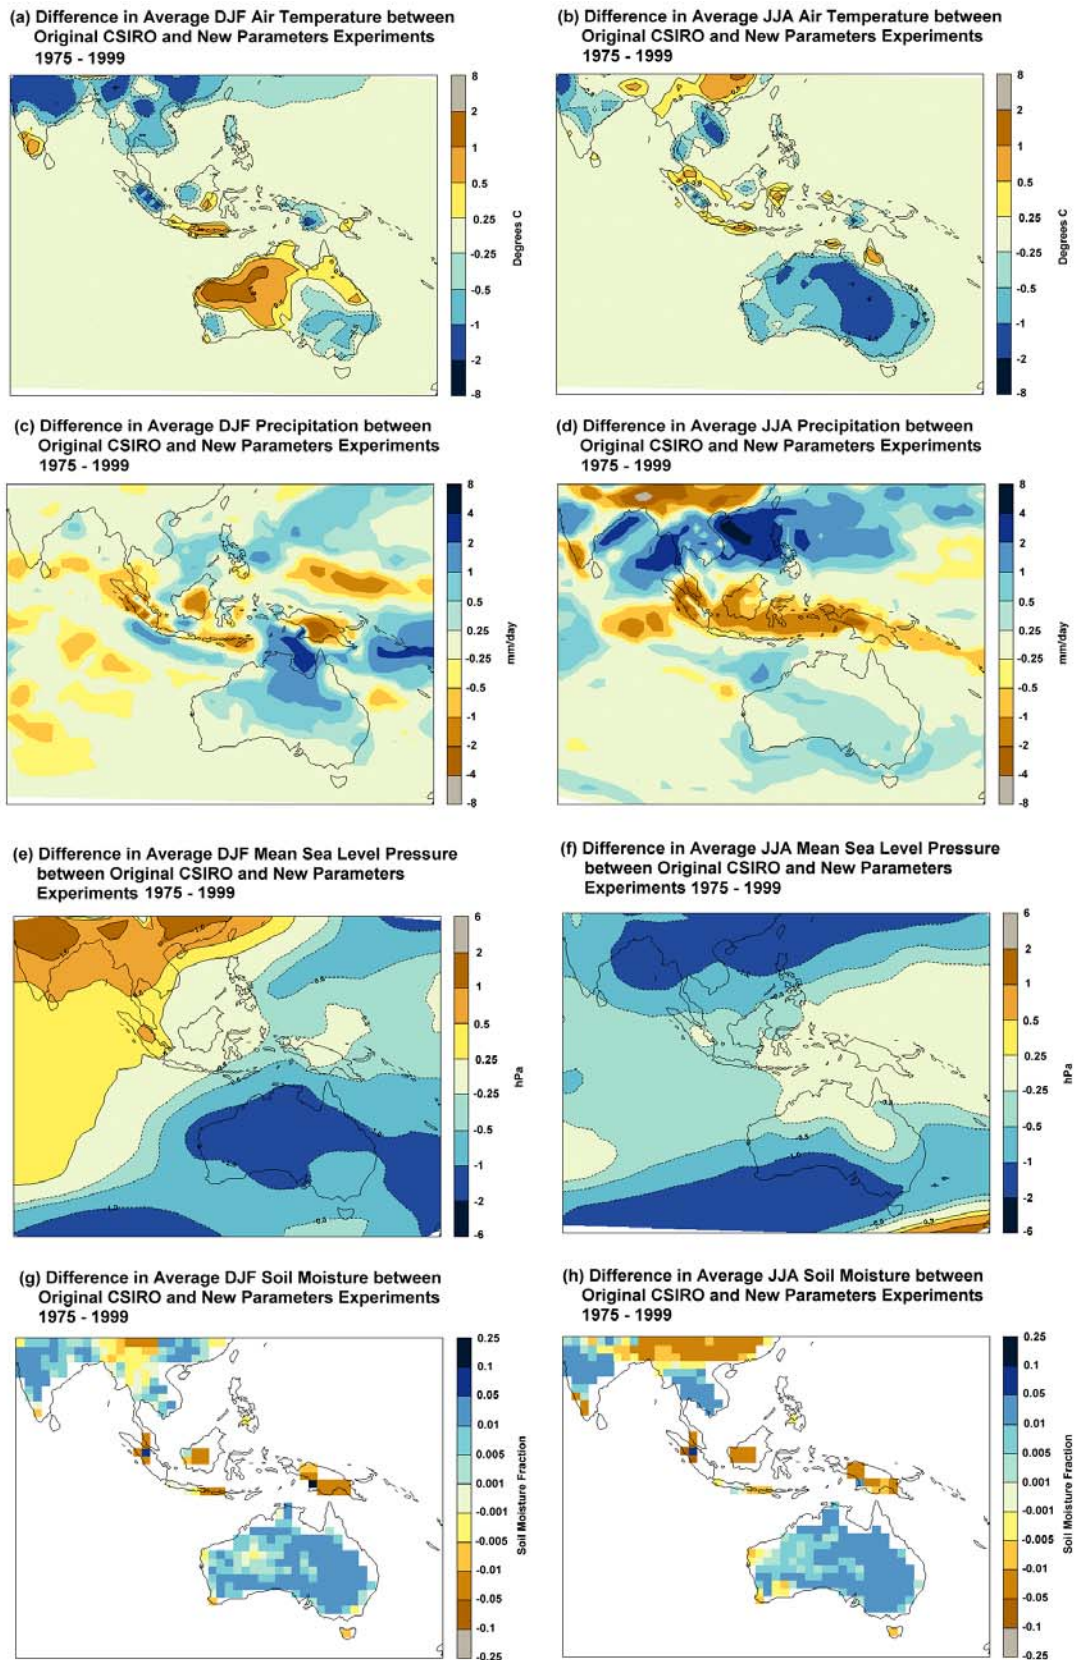 (a) Difference in Average DJF Air Temperature between
Original CSIRO and New Parameters Experiments
1975 - 1999
8
2
1
0.5
0.25
-0.25
-0.5
-1
-2
-8
Degrees C
(b) Difference in Average JJA Air Temperature between
Original CSIRO and New Parameters Experiments
1975 - 1999
8
2
1
0.5
0.25
-0.25
-0.5
-1
-2
-8
Degrees C
(c) Difference in Average DJF Precipitation between
Original CSIRO and New Parameters Experiments
1975 - 1999
8
4
2
1
0.5
0.25
-0.25
-0.5
-1
-2
-4
-8
mm/day
(d) Difference in Average JJA Precipitation between
Original CSIRO and New Parameters Experiments
1975 - 1999
8
4
2
1
0.5
0.25
-0.25
-0.5
-1
-2
-4
-8
mm/day
(e) Difference in Average DJF Mean Sea Level Pressure
between Original CSIRO and New Parameters
Experiments 1975 - 1999
6
2
1
0.5
0.25
-0.25
-0.5
-1
-2
-6
hPa
(f) Difference in Average JJA Mean Sea Level Pressure
between Original CSIRO and New Parameters
Experiments 1975 - 1999
6
2
1
0.5
0.25
-0.25
-0.5
-1
-2
-6
hPa
(g) Difference in Average DJF Soil Moisture between
Original CSIRO and New Parameters Experiments
1975 - 1999
0.25
0.1
0.05
0.01
0.005
0.001
-0.001
-0.005
-0.01
-0.05
-0.1
-0.25
Soil Moisture Fraction
(h) Difference in Average JJA Soil Moisture between
Original CSIRO and New Parameters Experiments
1975 - 1999
0.25
0.1
0.05
0.01
0.005
0.001
-0.001
-0.005
-0.01
-0.05
-0.1
-0.25
Soil Moisture Fraction